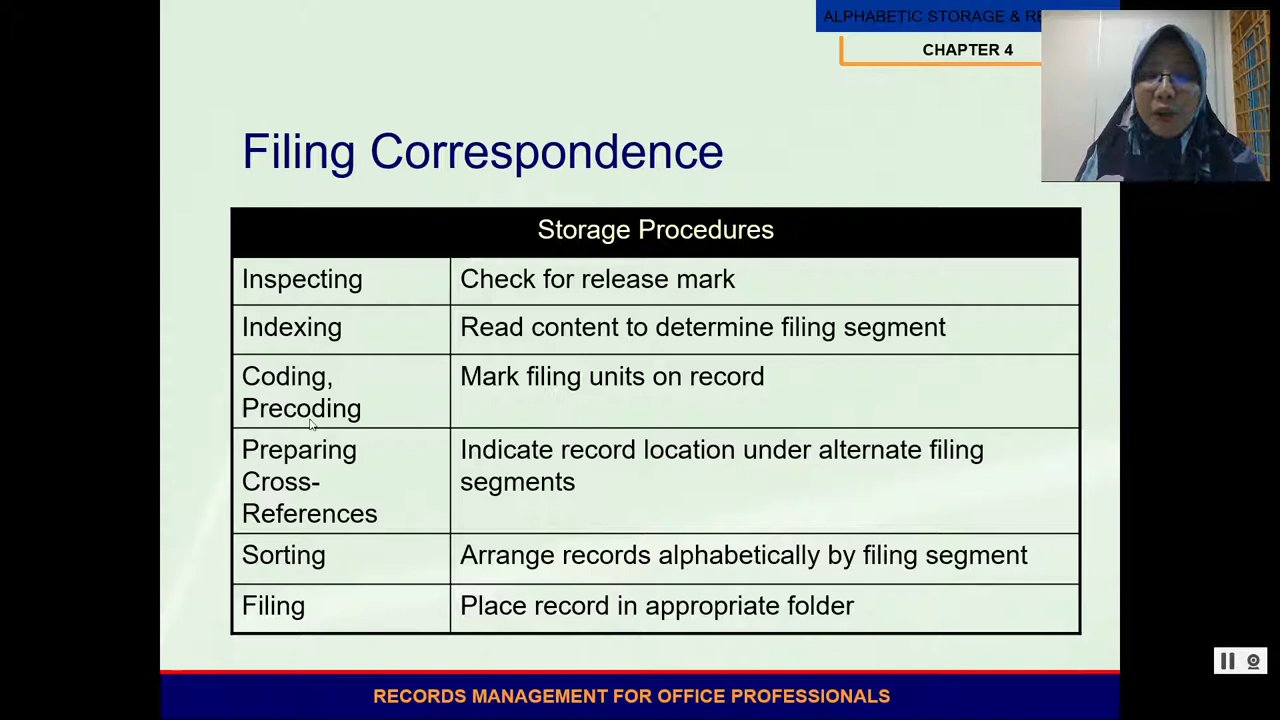 ALPHABETIC STORAGE &
CHAPTER 4
Filing Correspondence
Storage Procedures
Inspecting
Check for release mark
Indexing
Read content to determine filing segment
Coding,
Precoding
Mark filing units on record
Preparing
Cross-
References
Indicate record location under alternate filing
segments
Sorting
Arrange records alphabetically by filing segment
Filing
Place record in appropriate folder
RECORDS MANAGEMENT FOR OFFICE PROFESSIONALS